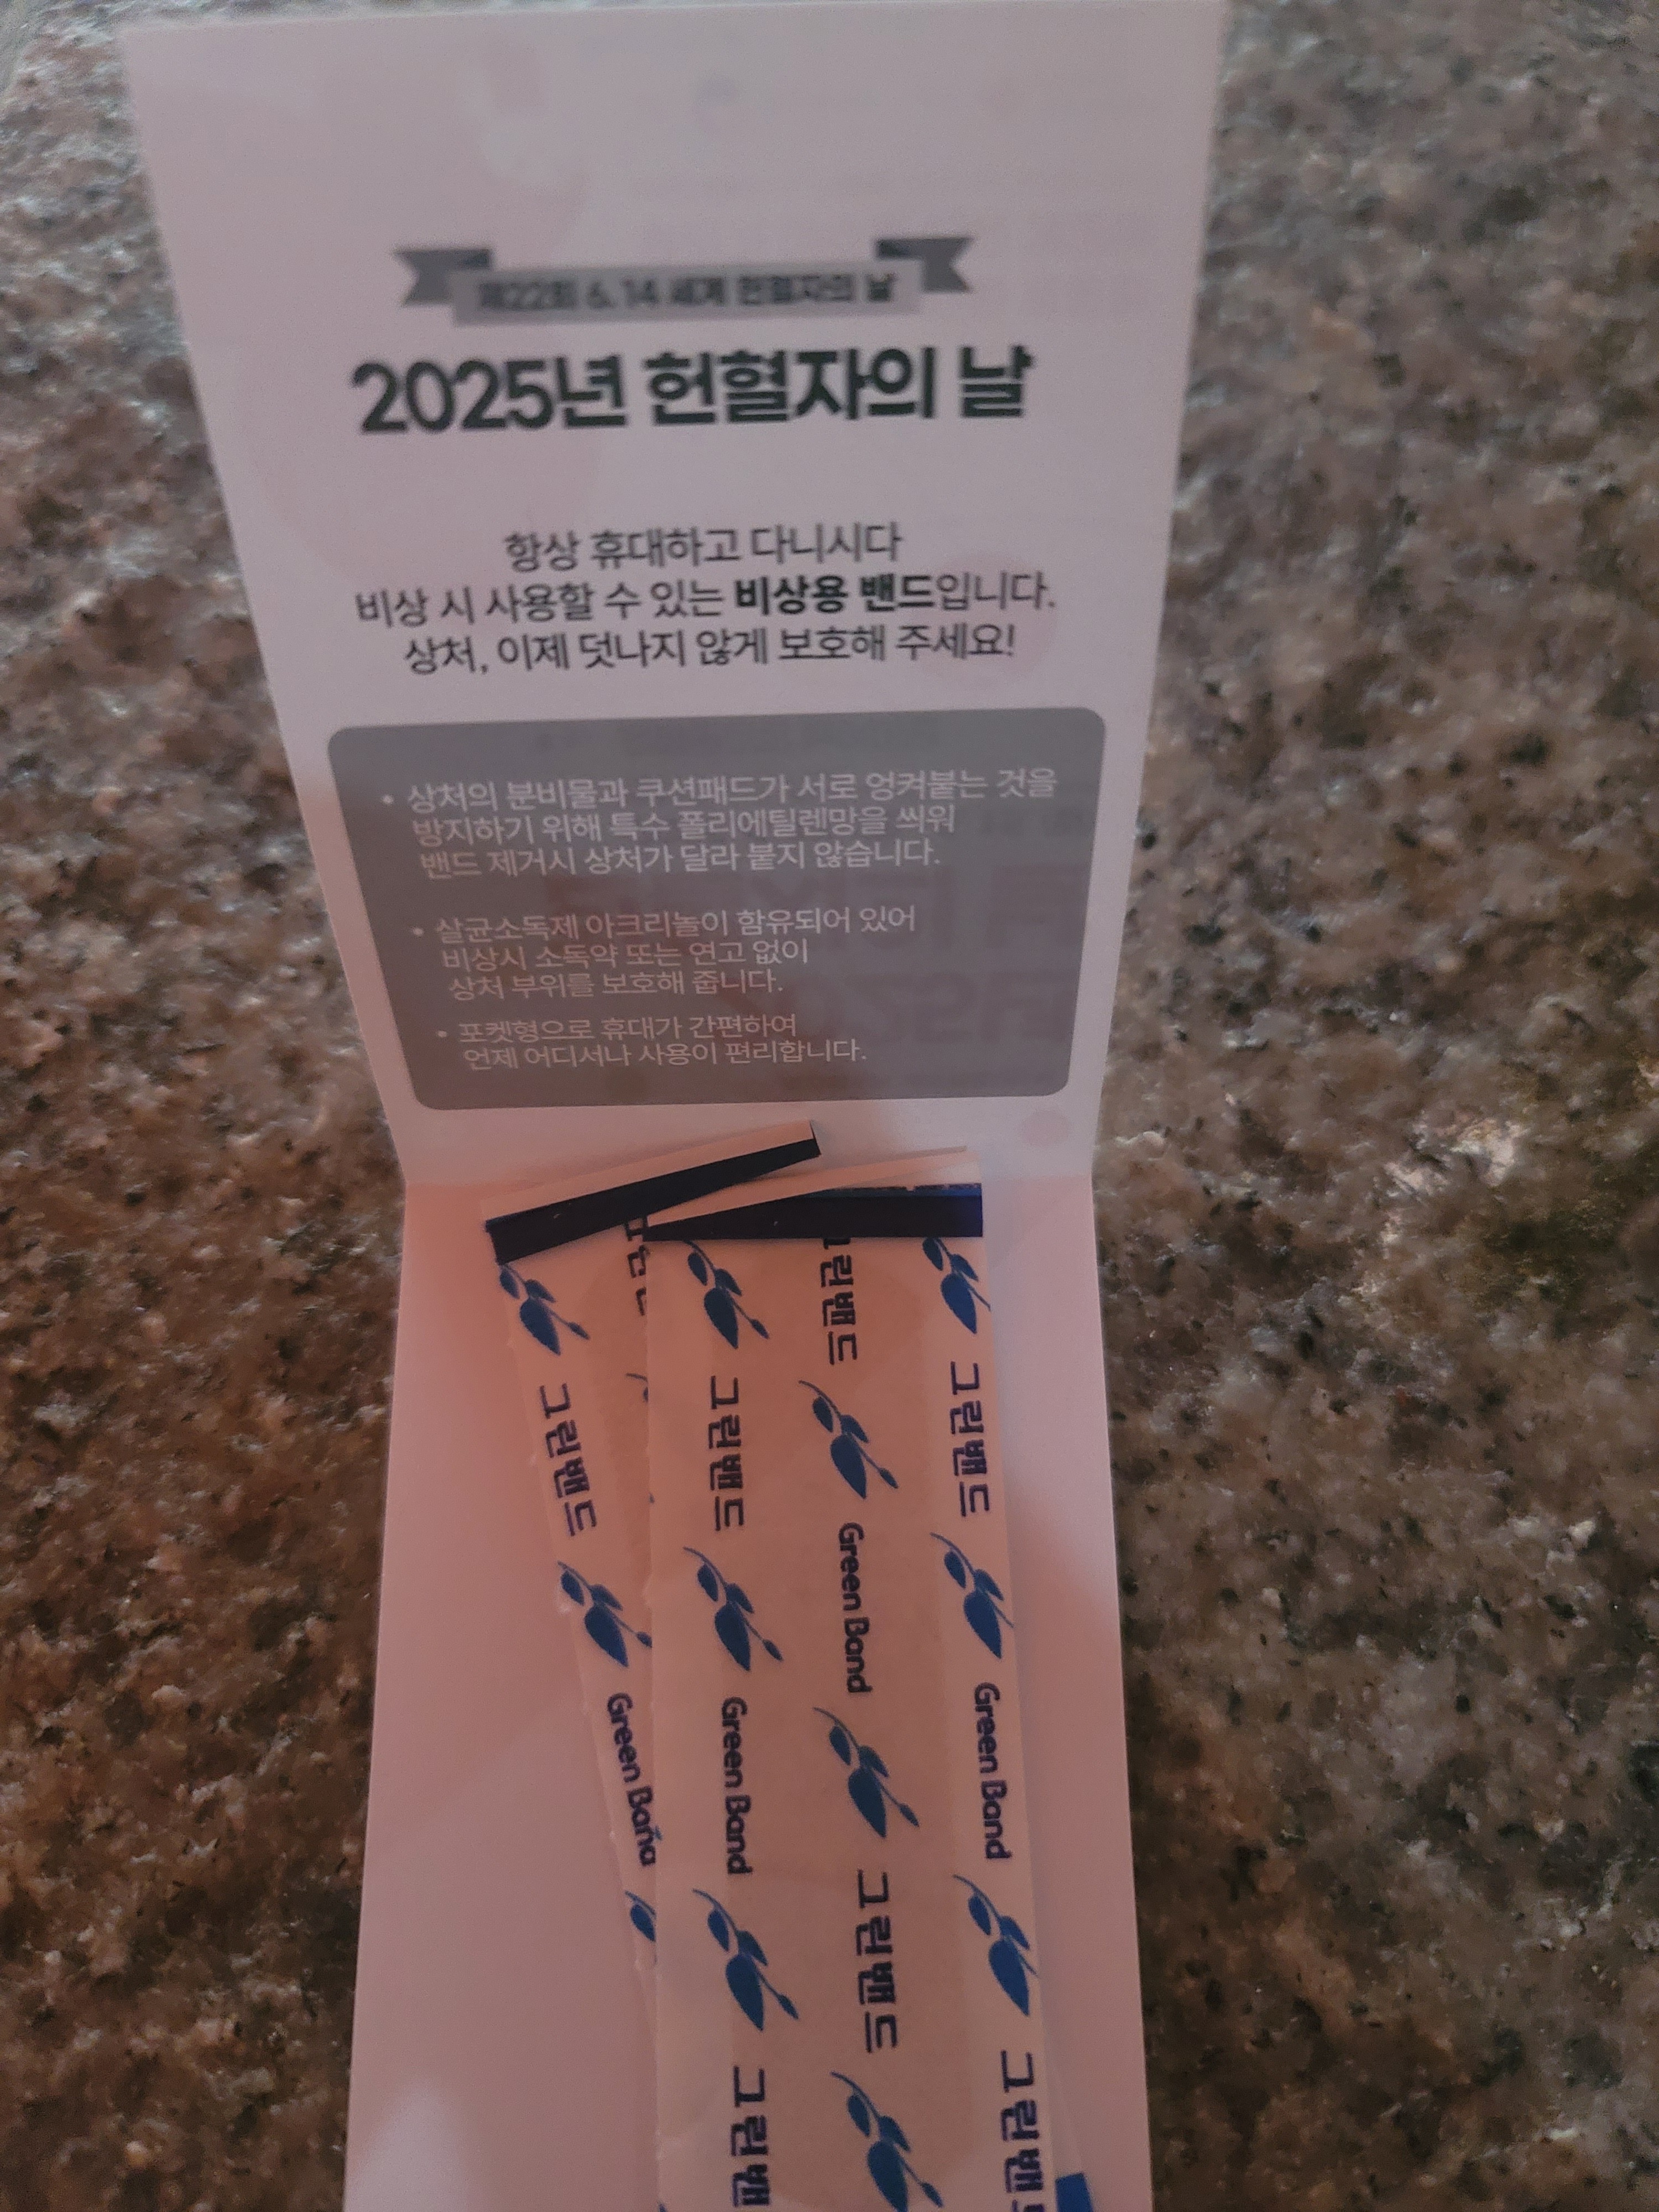 제22회 6.14 세계 헌혈자의 날
2025년 헌혈자의 날
항상 휴대하고 다니시다
비상 시 사용할 수 있는 비상용 밴드입니다.
상처, 이제 덧나지 않게 보호해 주세요!
• 상처의 분비물과 쿠션패드가 서로 엉켜붙는 것을
방지하기 위해 특수 폴리에틸렌망을 씌워
밴드 제거시 상처가 달라 붙지 않습니다.
• 살균소독제 아크리놀이 함유되어 있어
비상시 소독약 또는 연고 없이
상처 부위를 보호해 줍니다.
• 포켓형으로 휴대가 간편하여
언제 어디서나 사용이 편리합니다.
그린밴드
Green Band
그린밴드
Green Band
그린밴
그린밴드
Green Band
그린밴드
그린밴드
Green Band
그린밴드